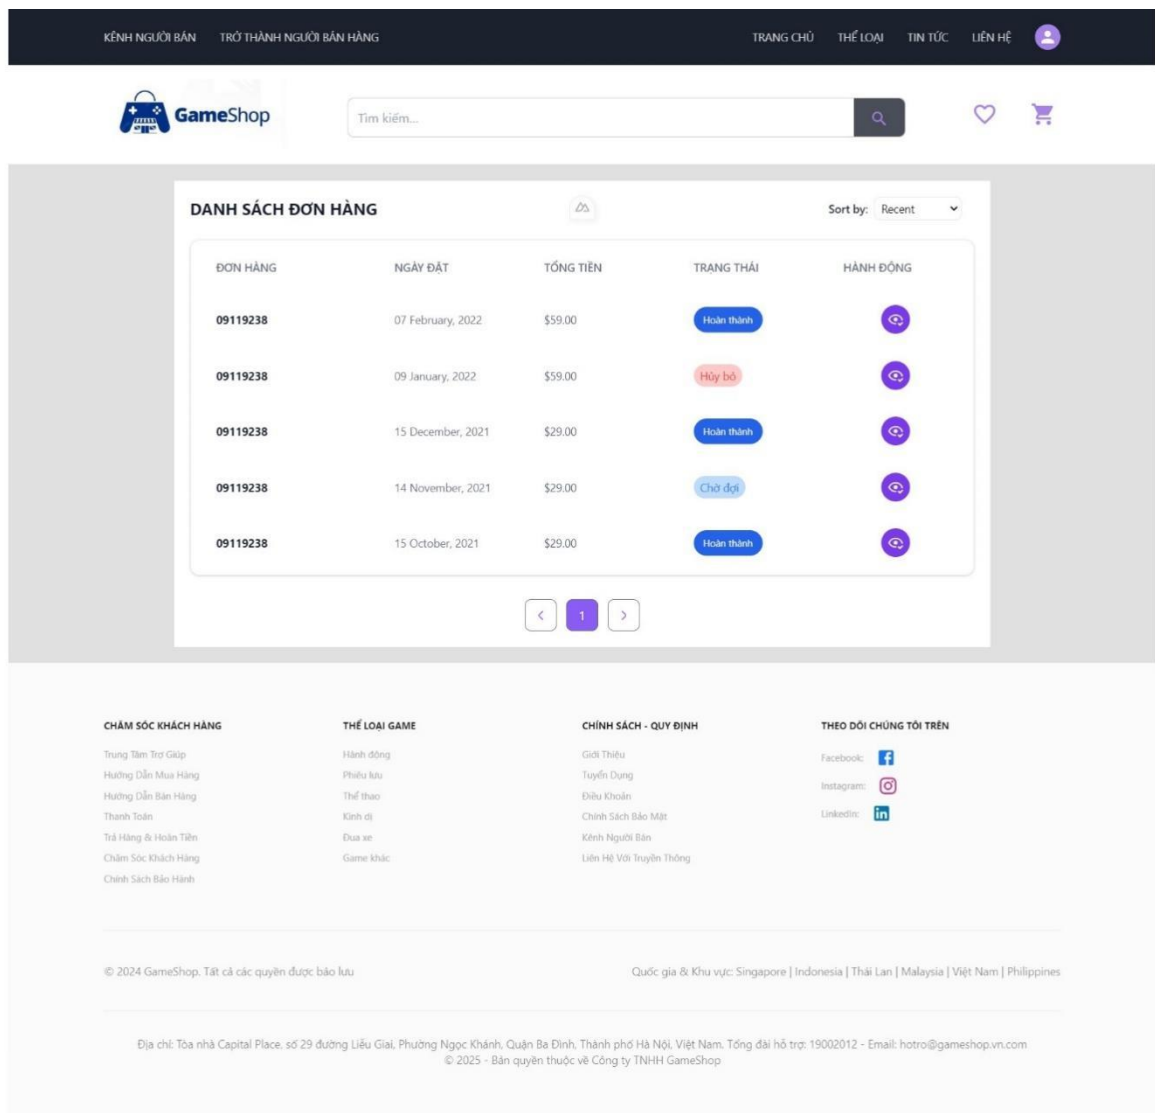 KÊNH NGƯỜI BÁN TRỞ THÀNH NGƯỜI BÁN HÀNG TRANG CHỦ THỂ LOẠI TIN TỨC LIÊN HỆ
GameShop Tìm kiếm...
DANH SÁCH ĐƠN HÀNG Sort by: Recent
ĐƠN HÀNG NGÀY ĐẶT TỔNG TIỀN TRẠNG THÁI HÀNH ĐỘNG
09119238 07 February, 2022 $59.00 Hoàn thành
09119238 09 January, 2022 $59.00 Hủy bỏ
09119238 15 December, 2021 $29.00 Hoàn thành
09119238 14 November, 2021 $29.00 Chờ đợi
09119238 15 October, 2021 $29.00 Hoàn thành
1
CHĂM SÓC KHÁCH HÀNG THỂ LOẠI GAME CHÍNH SÁCH - QUY ĐỊNH THEO DÕI CHÚNG TÔI TRÊN
Trung Tâm Trợ Giúp Hành động Giới Thiệu Facebook:
Hướng Dẫn Mua Hàng Phiêu lưu Tuyển Dụng Instagram:
Hướng Dẫn Bán Hàng Thể thao Điều Khoản LinkedIn:
Thanh Toán Kinh dị Chính Sách Bảo Mật
Trả Hàng & Hoàn Tiền Đua xe Kênh Người Bán
Chăm Sóc Khách Hàng Game khác Liên Hệ Với Truyền Thông
Chính Sách Bảo Hành
© 2024 GameShop. Tất cả các quyền được bảo lưu Quốc gia & Khu vực: Singapore | Indonesia | Thái Lan | Malaysia | Việt Nam | Philippines
Địa chỉ: Tòa nhà Capital Place, số 29 đường Liễu Giai, Phường Ngọc Khánh, Quận Ba Đình, Thành phố Hà Nội, Việt Nam. Tổng đài hỗ trợ: 19002012 - Email: hotro@gameshop.vn.com
© 2025 - Bản quyền thuộc về Công ty TNHH GameShop